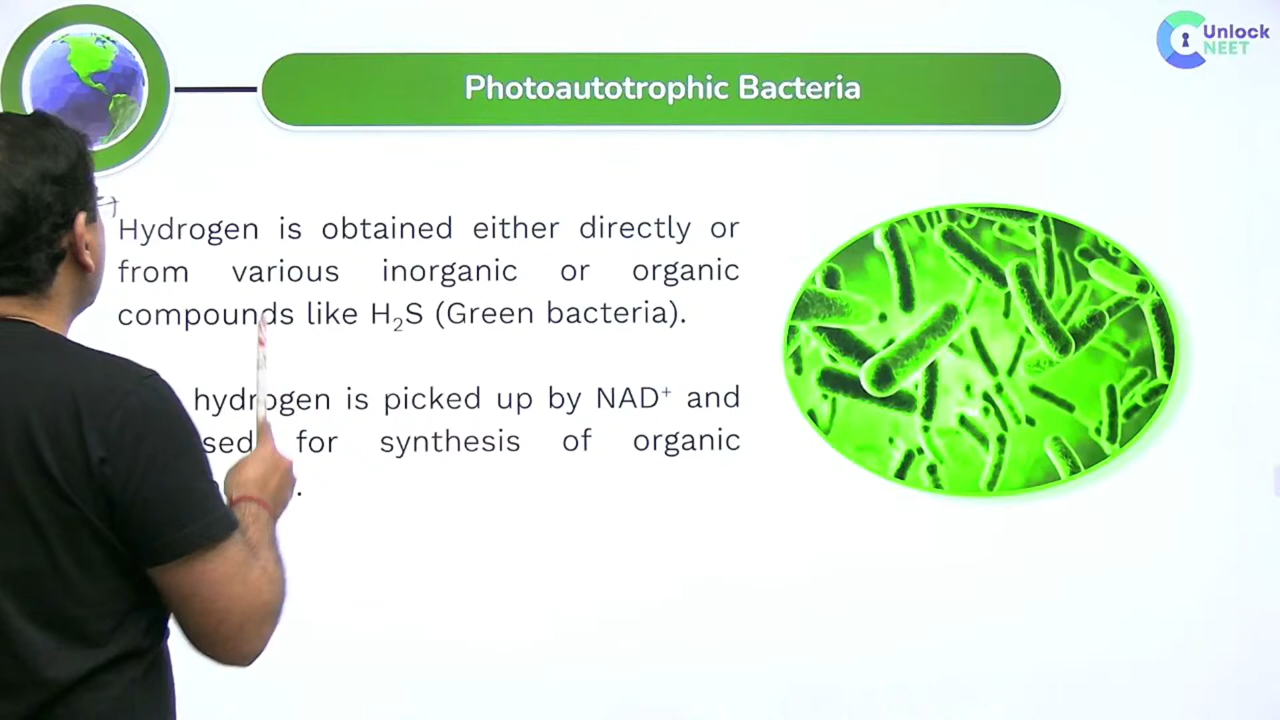 Unlock
NEET
Photoautotrophic Bacteria
Hydrogen is obtained either directly or
from various inorganic or organic
compounds like H₂S (Green bacteria).
hydrogen is picked up by NAD⁺ and
for synthesis of organic